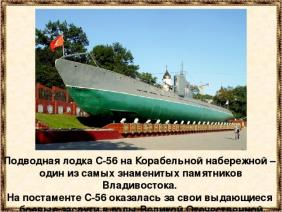 Подводная лодка С-56 на Корабельной набережной –
один из самых знаменитых памятников
Владивостока.
На постаменте С-56 оказалась за свои выдающиеся
боевые заслуги в годы Великой Отечественной